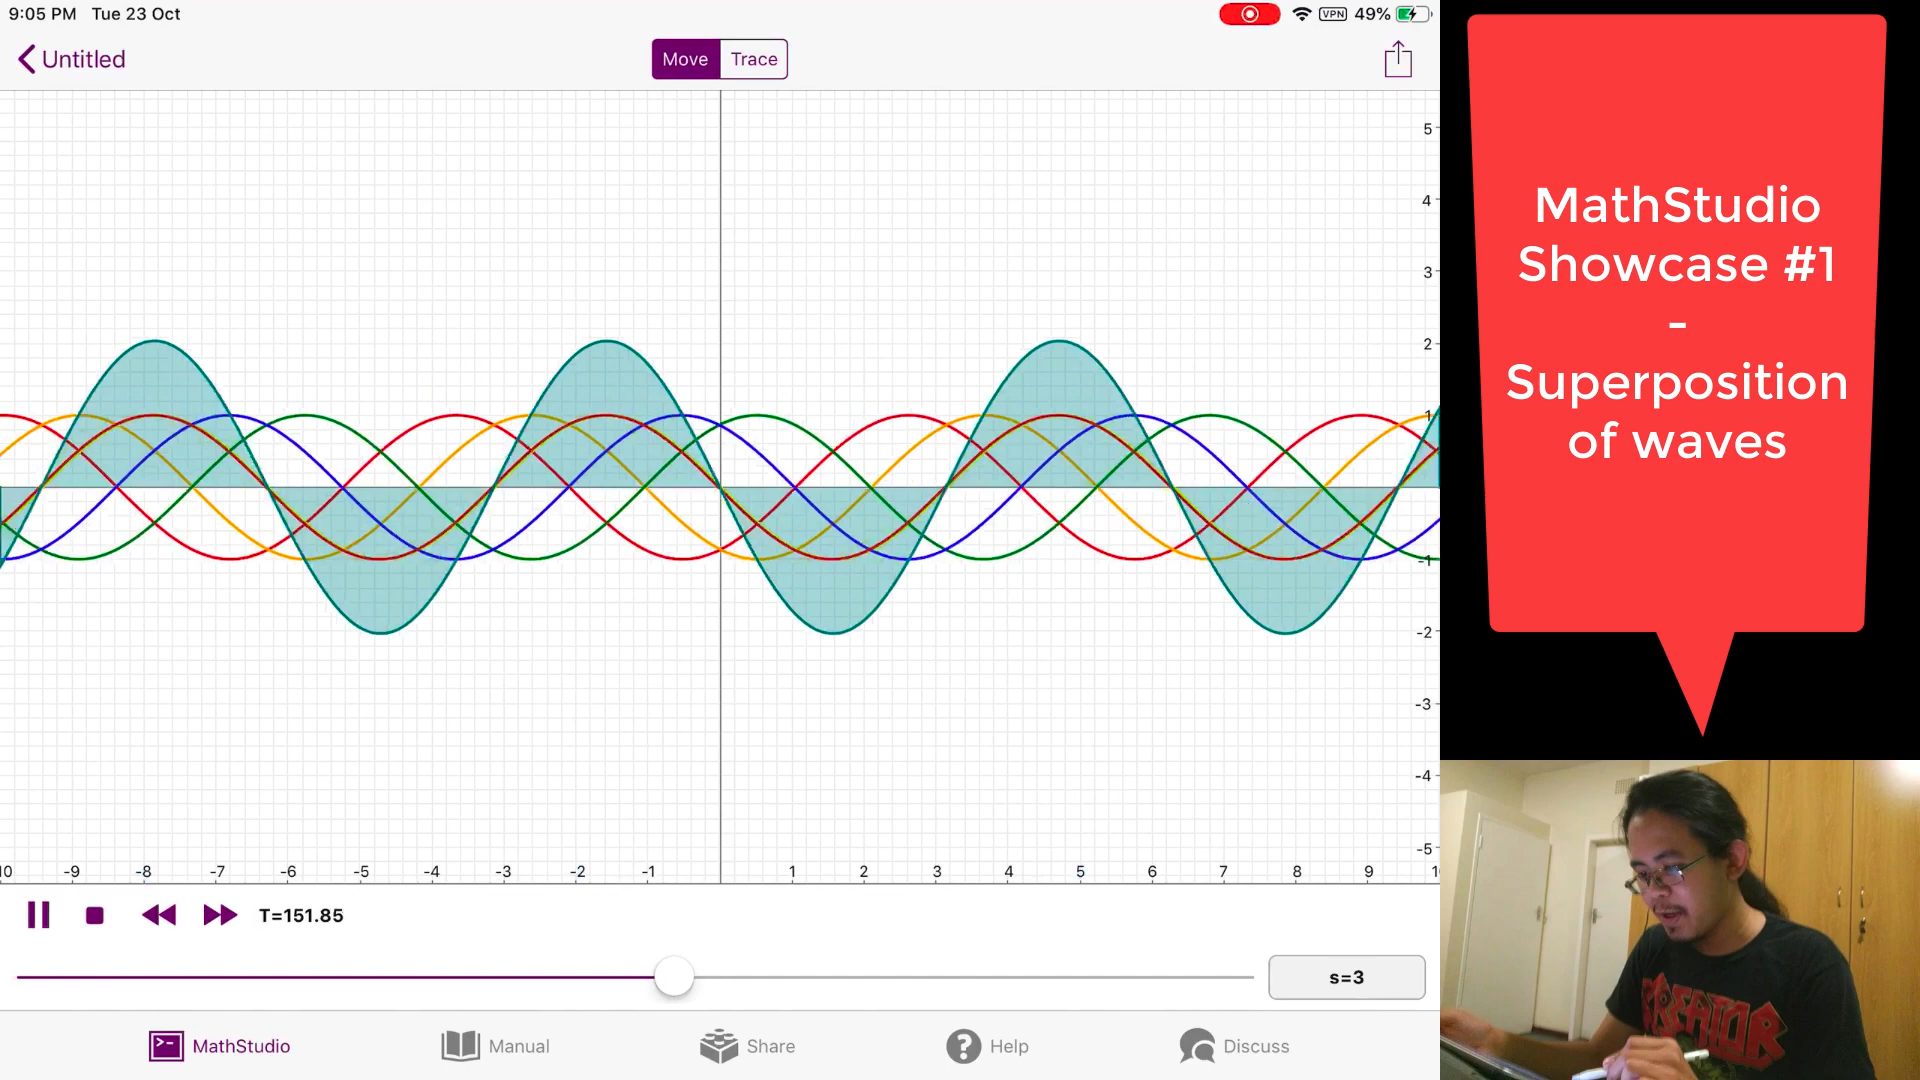 9:05 PM Tue 23 Oct
VPN 49%
Untitled
Move Trace
5
4
3
2
1
-1
-2
-3
-4
-5
-9 -8 -7 -6 -5 -4 -3 -2 -1 1 2 3 4 5 6 7 8 9
T=151.85
s=3
MathStudio Manual Share Help Discuss
MathStudio
Showcase #1
-
Superposition
of waves
KREATOR